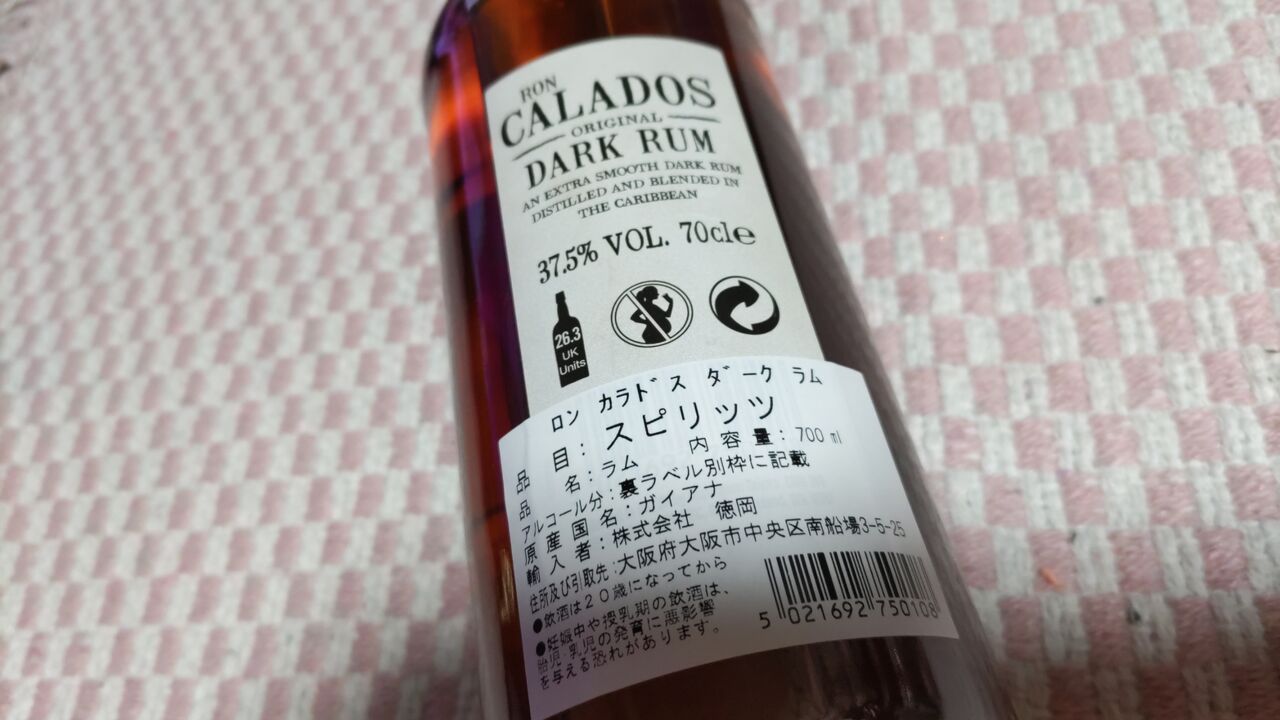 RON
CALADOS
ORIGINAL
DARK RUM
AN EXTRA SMOOTH DARK RUM
DISTILLED AND BLENDED IN
THE CARIBBEAN
37.5% VOL. 70cl℮
26.3
UK
Units
ロン カラドス ダーク ラム
品 目: スピリッツ
品 名:ラム 内容量:700ml
アルコール分:裏ラベル別枠に記載
原産国名:ガイアナ
輸入者:株式会社 徳岡
住所及び引取先:大阪府大阪市中央区南船場3-5-25
●飲酒は20歳になってから
●妊娠中や授乳期の飲酒は、
胎児・乳児の発育に悪影響
を与える恐れがあります。
5 021692 750108